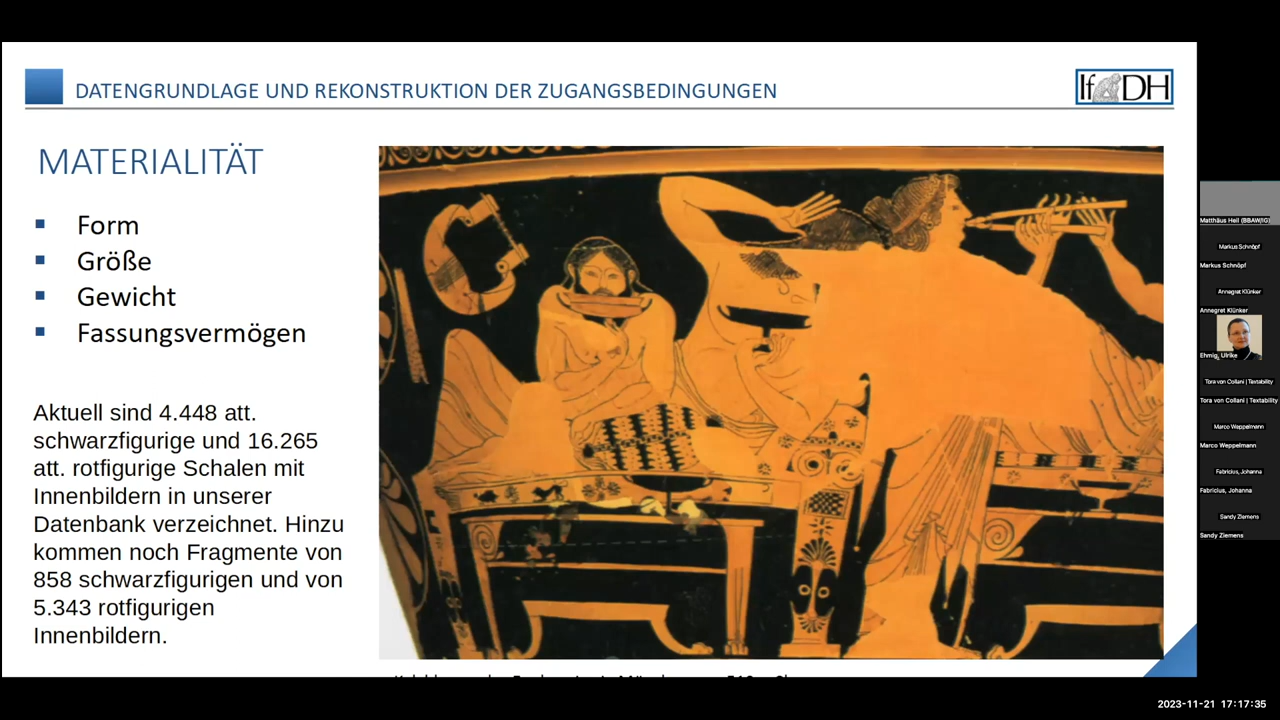 DATENGRUNDLAGE UND REKONSTRUKTION DER ZUGANGSBEDINGUNGEN
If DH
MATERIALITÄT
Form
Größe
Gewicht
Fassungsvermögen
Aktuell sind 4.448 att.
schwarzfigurige und 16.265
att. rotfigurige Schalen mit
Innenbildern in unserer
Datenbank verzeichnet. Hinzu
kommen noch Fragmente von
858 schwarzfigurigen und von
5.343 rotfigurigen
Innenbildern.
Matthäus Heil (BBAW/IG)
Markus Schnöpf
Markus Schnöpf
Annegret Klünker
Annegret Klünker
Ehmig, Ulrike
Tora von Collani | Textability
Tora von Collani | Textability
Marco Weppelmann
Marco Weppelmann
Fabricius, Johanna
Fabricius, Johanna
Sandy Ziemens
Sandy Ziemens
2023-11-21 17:17:35